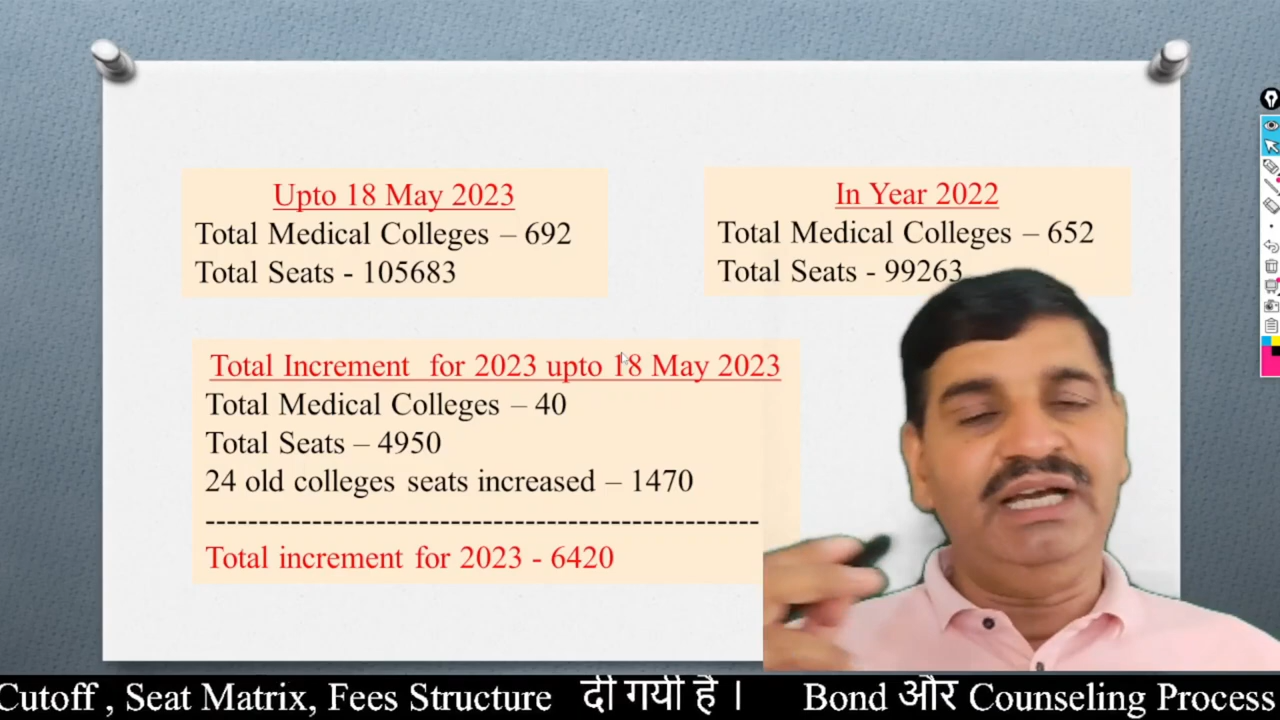 Upto 18 May 2023
Total Medical Colleges – 692
Total Seats - 105683
In Year 2022
Total Medical Colleges – 652
Total Seats - 99263
Total Increment for 2023 upto 18 May 2023
Total Medical Colleges – 40
Total Seats – 4950
24 old colleges seats increased – 1470
----------------------------------------------------
Total increment for 2023 - 6420
Cutoff , Seat Matrix, Fees Structure दी गयी है । Bond और Counseling Process